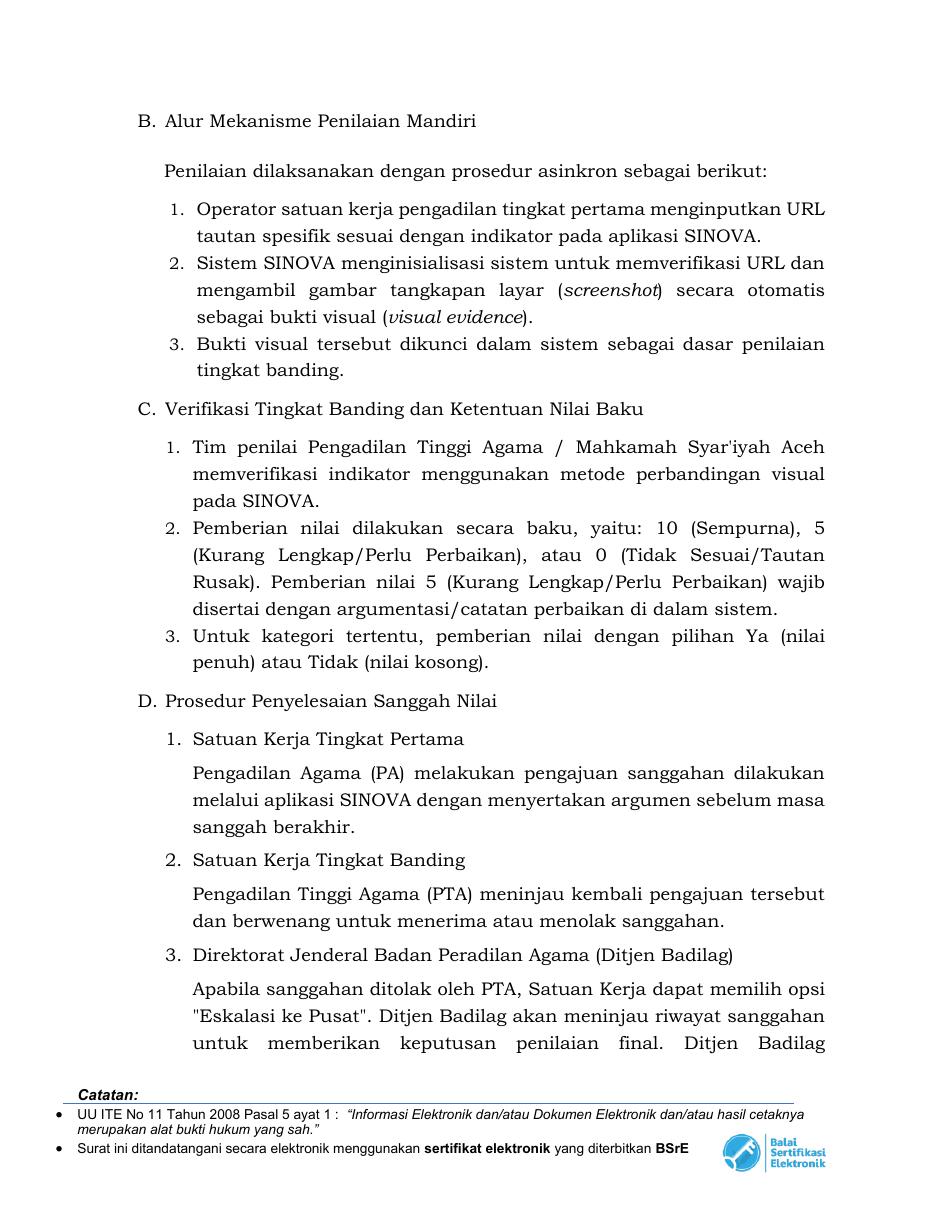 B. Alur Mekanisme Penilaian Mandiri
Penilaian dilaksanakan dengan prosedur asinkron sebagai berikut:
1. Operator satuan kerja pengadilan tingkat pertama menginputkan URL
tautan spesifik sesuai dengan indikator pada aplikasi SINOVA.
2. Sistem SINOVA menginisialisasi sistem untuk memverifikasi URL dan
mengambil gambar tangkapan layar (screenshot) secara otomatis
sebagai bukti visual (visual evidence).
3. Bukti visual tersebut dikunci dalam sistem sebagai dasar penilaian
tingkat banding.
C. Verifikasi Tingkat Banding dan Ketentuan Nilai Baku
1. Tim penilai Pengadilan Tinggi Agama / Mahkamah Syar'iyah Aceh
memverifikasi indikator menggunakan metode perbandingan visual
pada SINOVA.
2. Pemberian nilai dilakukan secara baku, yaitu: 10 (Sempurna), 5
(Kurang Lengkap/Perlu Perbaikan), atau 0 (Tidak Sesuai/Tautan
Rusak). Pemberian nilai 5 (Kurang Lengkap/Perlu Perbaikan) wajib
disertai dengan argumentasi/catatan perbaikan di dalam sistem.
3. Untuk kategori tertentu, pemberian nilai dengan pilihan Ya (nilai
penuh) atau Tidak (nilai kosong).
D. Prosedur Penyelesaian Sanggah Nilai
1. Satuan Kerja Tingkat Pertama
Pengadilan Agama (PA) melakukan pengajuan sanggahan dilakukan
melalui aplikasi SINOVA dengan menyertakan argumen sebelum masa
sanggah berakhir.
2. Satuan Kerja Tingkat Banding
Pengadilan Tinggi Agama (PTA) meninjau kembali pengajuan tersebut
dan berwenang untuk menerima atau menolak sanggahan.
3. Direktorat Jenderal Badan Peradilan Agama (Ditjen Badilag)
Apabila sanggahan ditolak oleh PTA, Satuan Kerja dapat memilih opsi
"Eskalasi ke Pusat". Ditjen Badilag akan meninjau riwayat sanggahan
untuk memberikan keputusan penilaian final. Ditjen Badilag
Catatan:
• UU ITE No 11 Tahun 2008 Pasal 5 ayat 1 : “Informasi Elektronik dan/atau Dokumen Elektronik dan/atau hasil cetaknya
merupakan alat bukti hukum yang sah.”
• Surat ini ditandatangani secara elektronik menggunakan sertifikat elektronik yang diterbitkan BSrE
Balai
Sertifikasi
Elektronik